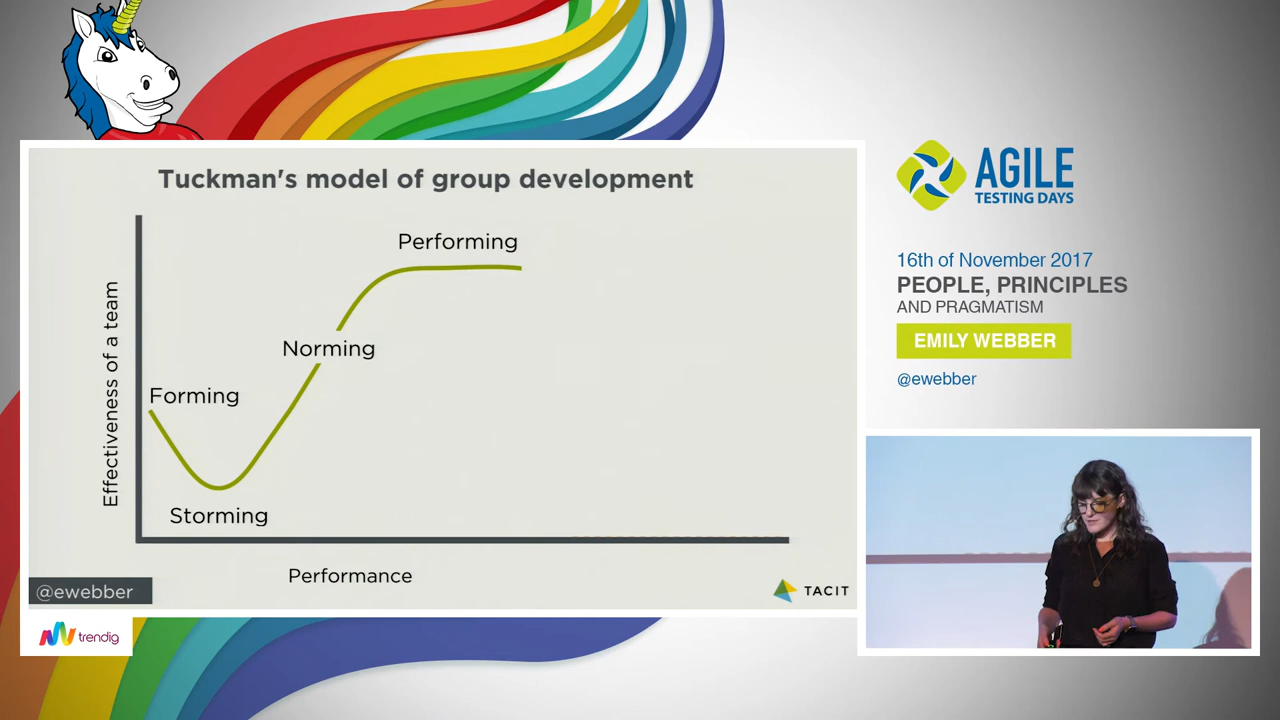 Tuckman's model of group development
Performing
Norming
Forming
Storming
Effectiveness of a team
Performance
@ewebber
TACIT
trendig
AGILE
TESTING DAYS
16th of November 2017
PEOPLE, PRINCIPLES
AND PRAGMATISM
EMILY WEBBER
@ewebber